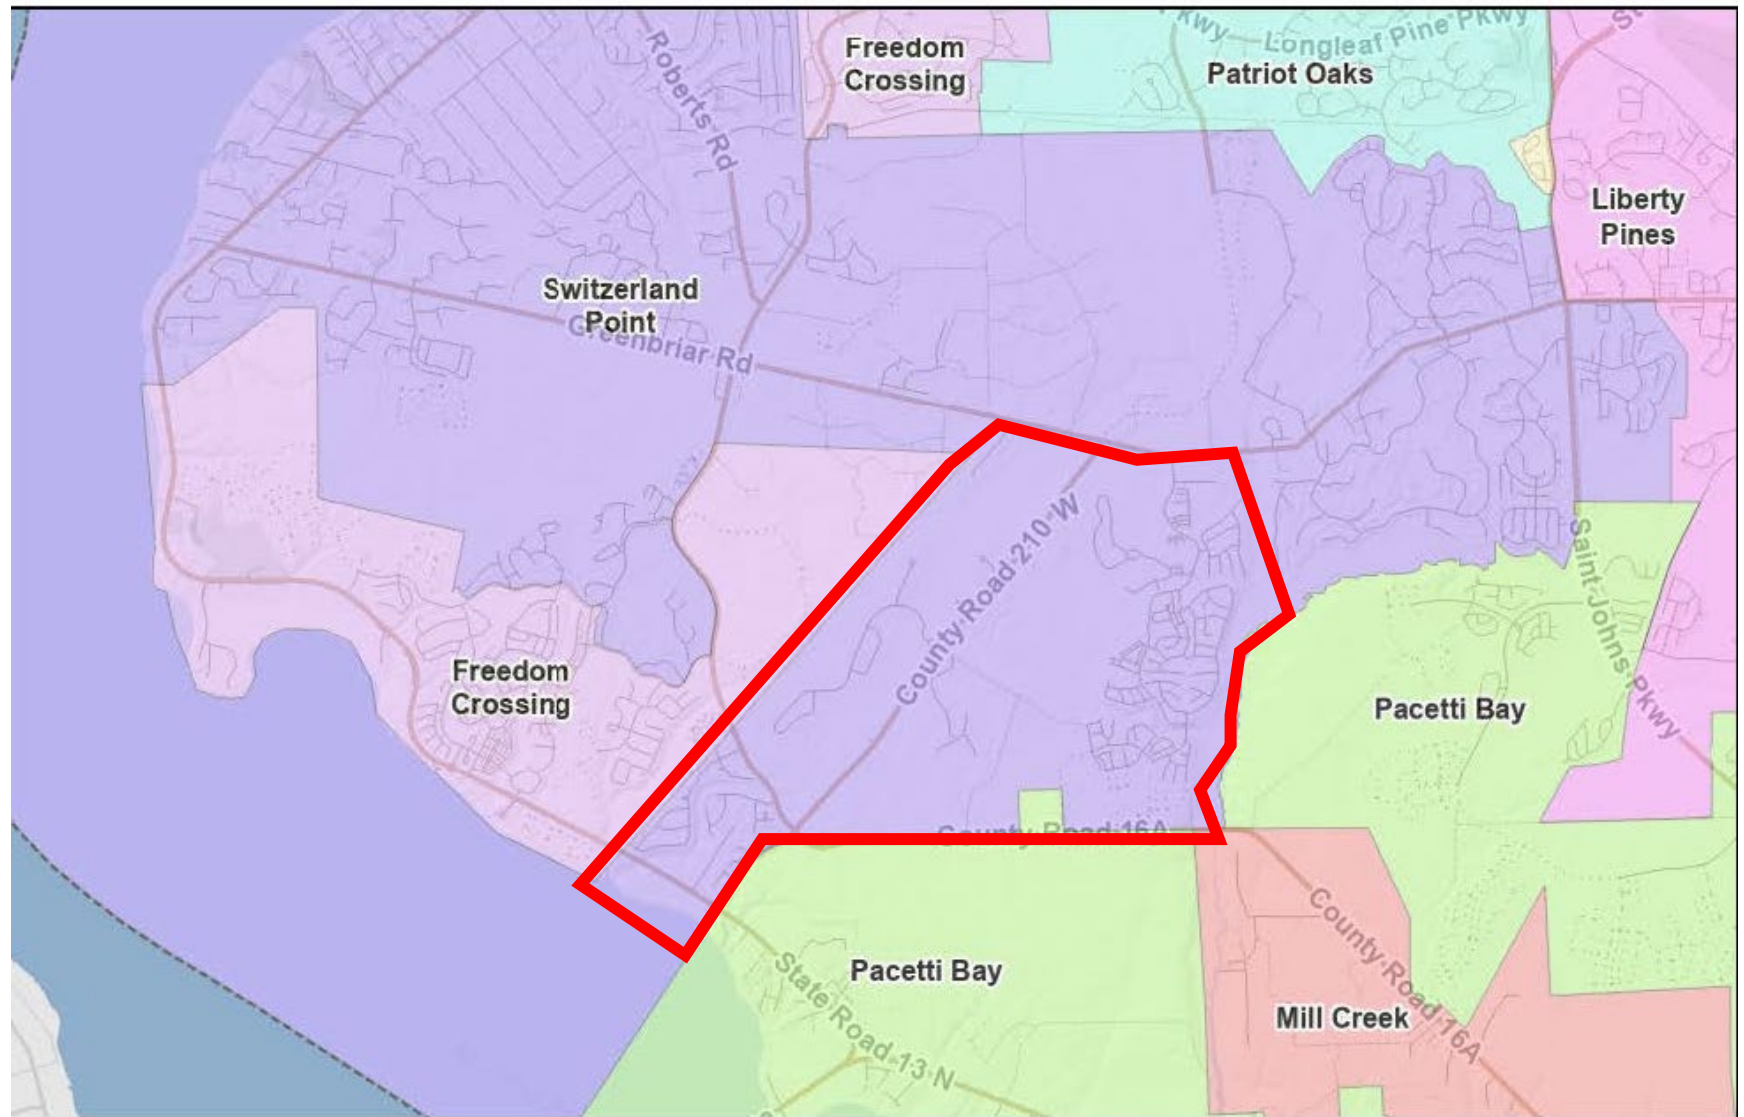 Pkwy
Longleaf Pine Pkwy
Roberts Rd
Freedom
Crossing
Patriot Oaks
Liberty
Pines
Switzerland
Point
Greenbriar Rd
County Road 210 W
Saint Johns Pkwy
Freedom
Crossing
Pacetti Bay
County Road 16A
County Road 16A
Pacetti Bay
State Road 13 N
Mill Creek